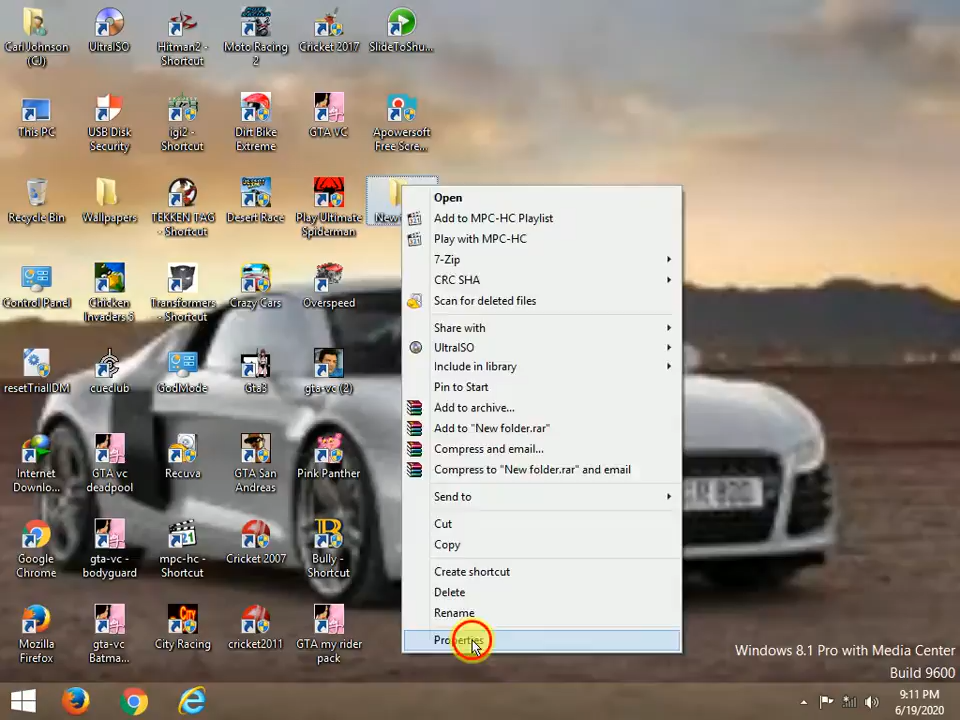 Carl Johnson
(CJ)
UltraISO
Hitman2 -
Shortcut
Moto Racing
2
Cricket 2017
SlideToShu...
This PC
USB Disk
Security
igi2 -
Shortcut
Dirt Bike
Extreme
GTA VC
Apowersoft
Free Scre...
Recycle Bin
Wallpapers
TEKKEN TAG
- Shortcut
Desert Race
Play Ultimate
Spiderman
New
Control Panel
Chicken
Invaders 3
Transformers
- Shortcut
Crazy Cars
Overspeed
resetTrialIDM
cueclub
GodMode
Gta3
gta-vc (2)
Internet
Downlo...
GTA vc
deadpool
Recuva
GTA San
Andreas
Pink Panther
Google
Chrome
gta-vc -
bodyguard
mpc-hc -
Shortcut
Cricket 2007
Bully -
Shortcut
Mozilla
Firefox
gta-vc
Batma...
City Racing
cricket2011
GTA my rider
pack
Open
Add to MPC-HC Playlist
Play with MPC-HC
7-Zip
CRC SHA
Scan for deleted files
Share with
UltraISO
Include in library
Pin to Start
Add to archive...
Add to "New folder.rar"
Compress and email...
Compress to "New folder.rar" and email
Send to
Cut
Copy
Create shortcut
Delete
Rename
Properties
Windows 8.1 Pro with Media Center
Build 9600
9:11 PM
6/19/2020